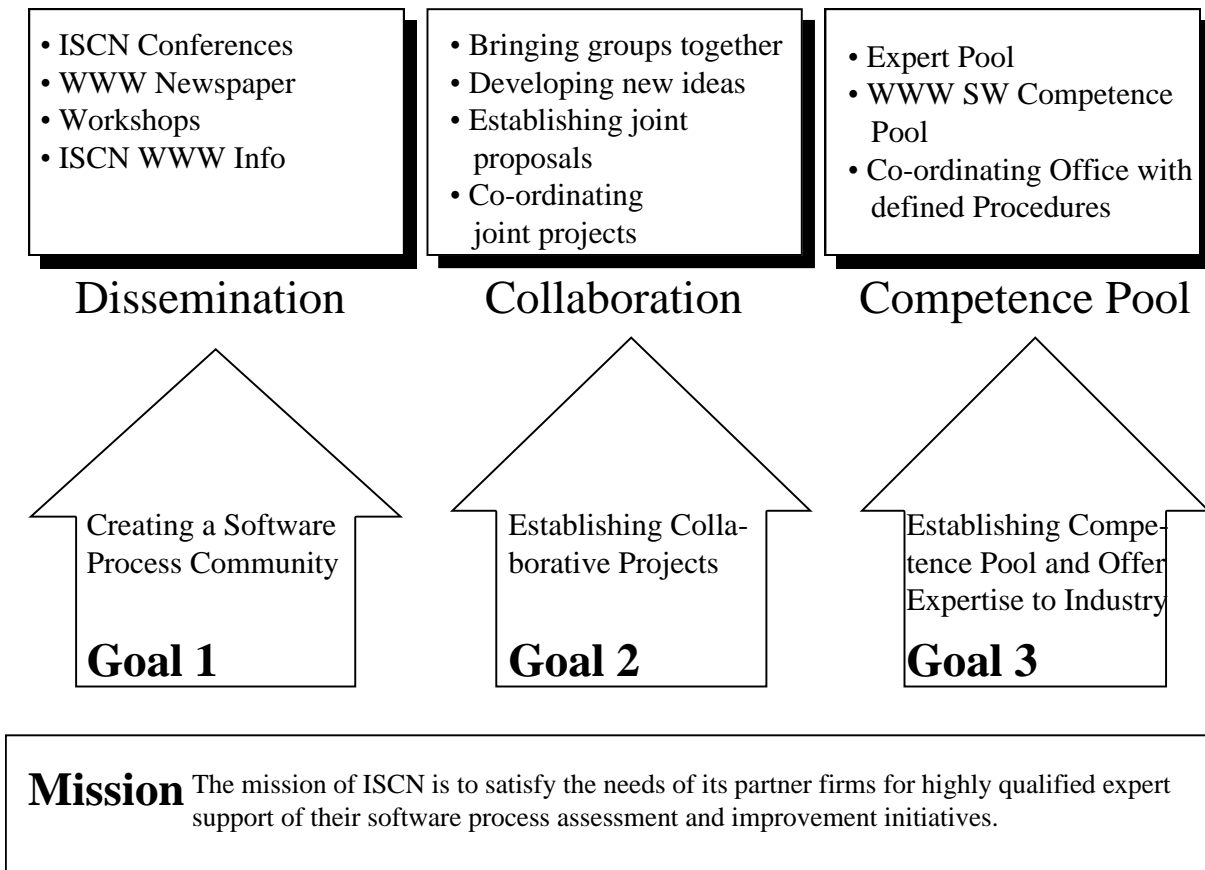 • ISCN Conferences
• WWW Newspaper
• Workshops
• ISCN WWW Info
• Bringing groups together
• Developing new ideas
• Establishing joint
proposals
• Co-ordinating
joint projects
• Expert Pool
• WWW SW Competence
Pool
• Co-ordinating Office with
defined Procedures
Dissemination
Collaboration
Competence Pool
Creating a Software
Process Community
Goal 1
Establishing Colla-
borative Projects
Goal 2
Establishing Compe-
tence Pool and Offer
Expertise to Industry
Goal 3
Mission The mission of ISCN is to satisfy the needs of its partner firms for highly qualified expert
support of their software process assessment and improvement initiatives.